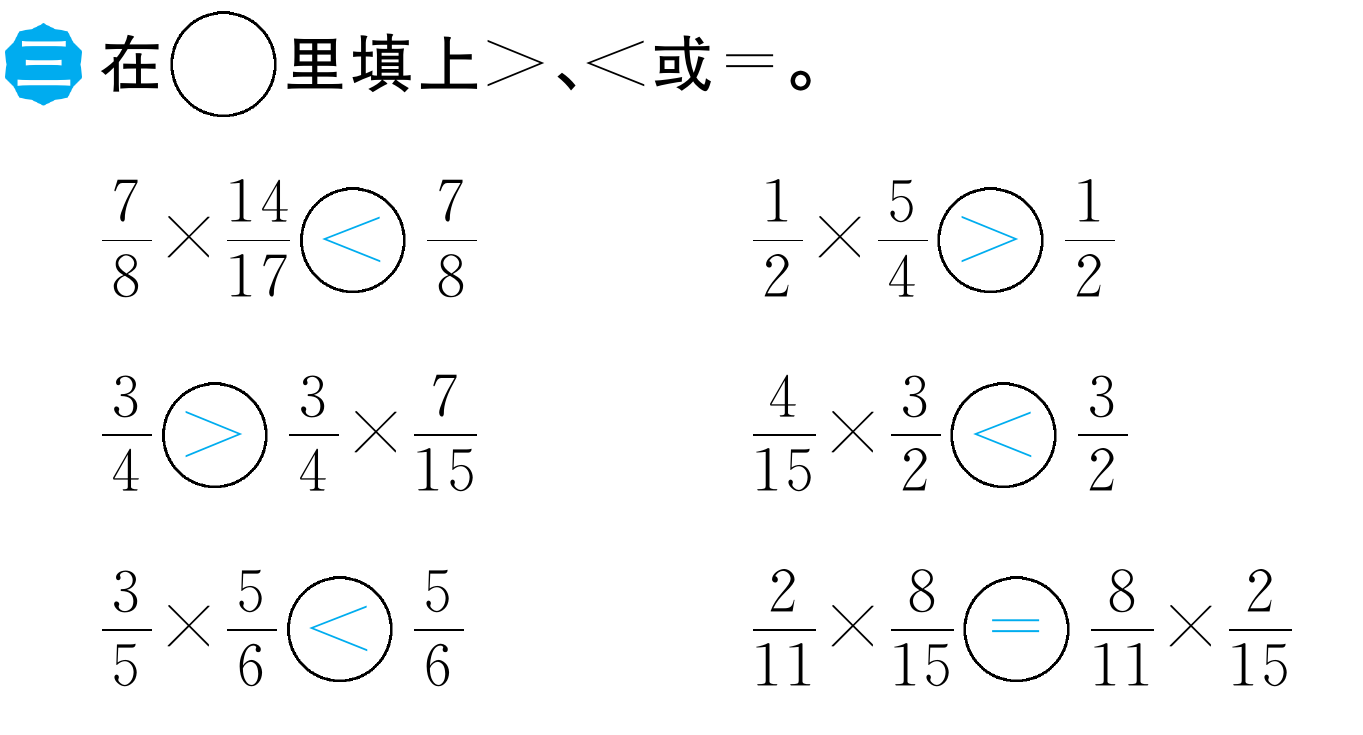 三 在○里填上>、<或=。
7/8 × 14/17 < 7/8    1/2 × 5/4 > 1/2
3/4 > 3/4 × 7/15    4/15 × 3/2 < 3/2
3/5 × 5/6 < 5/6    2/11 × 8/15 = 8/11 × 2/15